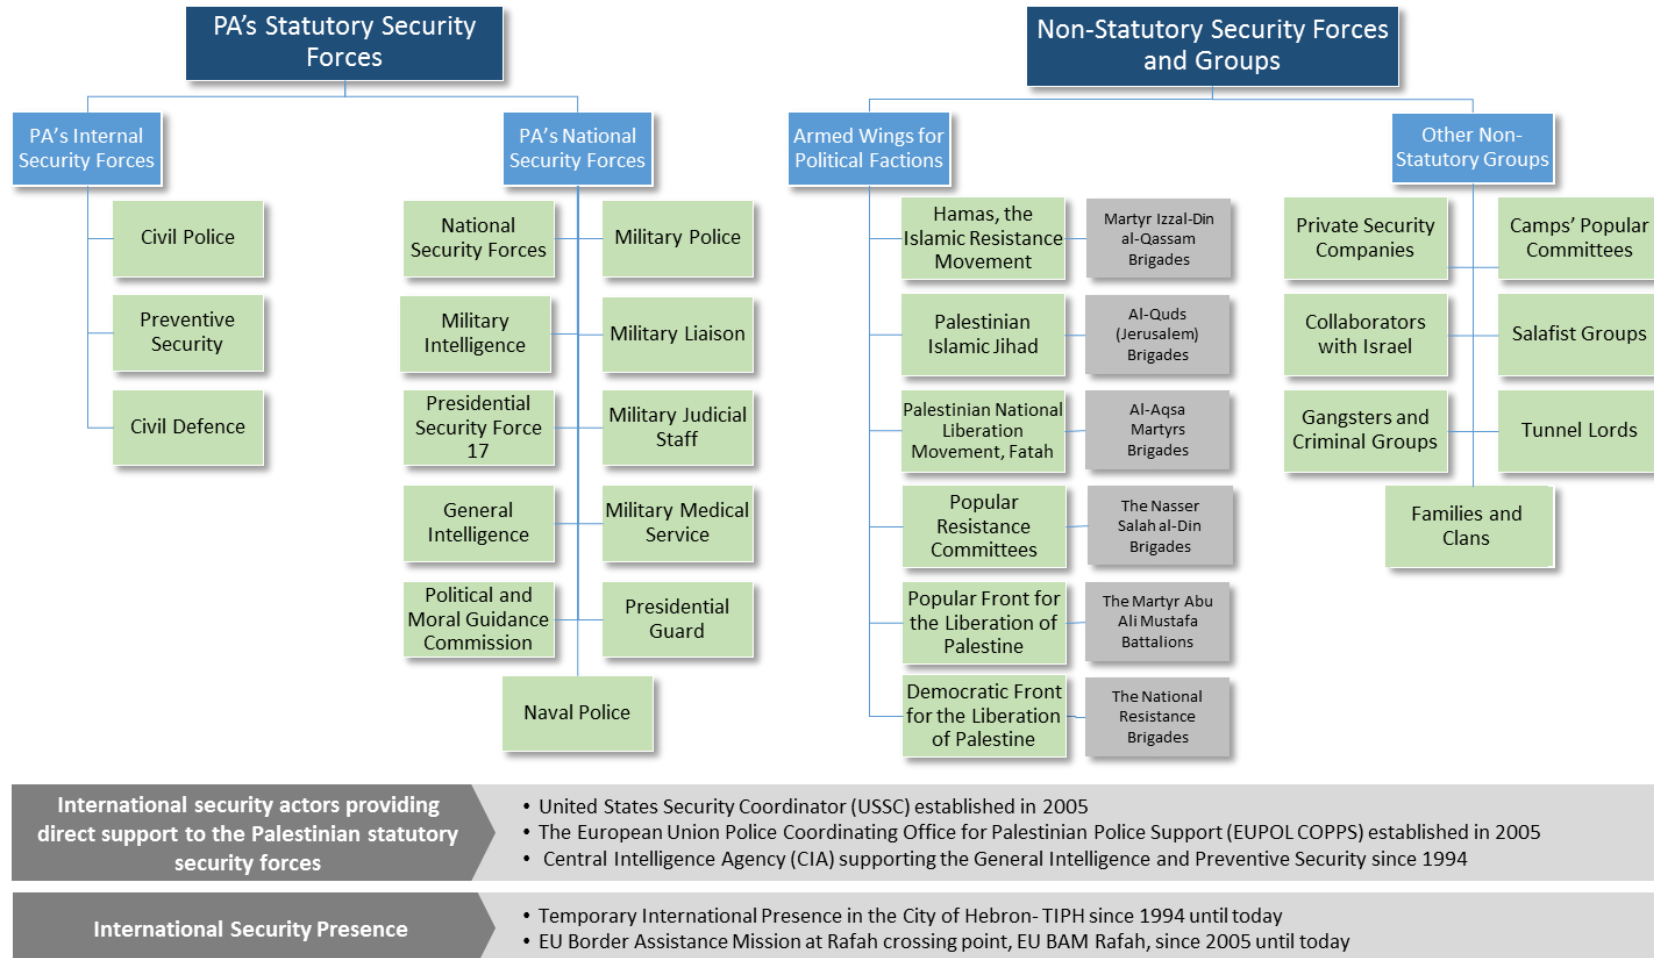 PA's Statutory Security
Forces
Non-Statutory Security Forces
and Groups
PA's Internal
Security Forces
PA's National
Security Forces
Armed Wings for
Political Factions
Other Non-
Statutory Groups
Civil Police
Preventive
Security
Civil Defence
National
Security Forces
Military Police
Military
Intelligence
Military Liaison
Presidential
Security Force
17
Military Judicial
Staff
General
Intelligence
Military Medical
Service
Political and
Moral Guidance
Commission
Presidential
Guard
Naval Police
Hamas, the
Islamic Resistance
Movement
Martyr Izzal-Din
al-Qassam
Brigades
Palestinian
Islamic Jihad
Al-Quds
(Jerusalem)
Brigades
Palestinian National
Liberation
Movement, Fatah
Al-Aqsa
Martyrs
Brigades
Popular
Resistance
Committees
The Nasser
Salah al-Din
Brigades
Popular Front for
the Liberation of
Palestine
The Martyr Abu
Ali Mustafa
Battalions
Democratic Front
for the Liberation
of Palestine
The National
Resistance
Brigades
Private Security
Companies
Camps' Popular
Committees
Collaborators
with Israel
Salafist Groups
Gangsters and
Criminal Groups
Tunnel Lords
Families and
Clans
International security actors providing
direct support to the Palestinian statutory
security forces
• United States Security Coordinator (USSC) established in 2005
• The European Union Police Coordinating Office for Palestinian Police Support (EUPOL COPPS) established in 2005
• Central Intelligence Agency (CIA) supporting the General Intelligence and Preventive Security since 1994
International Security Presence
• Temporary International Presence in the City of Hebron- TIPH since 1994 until today
• EU Border Assistance Mission at Rafah crossing point, EU BAM Rafah, since 2005 until today